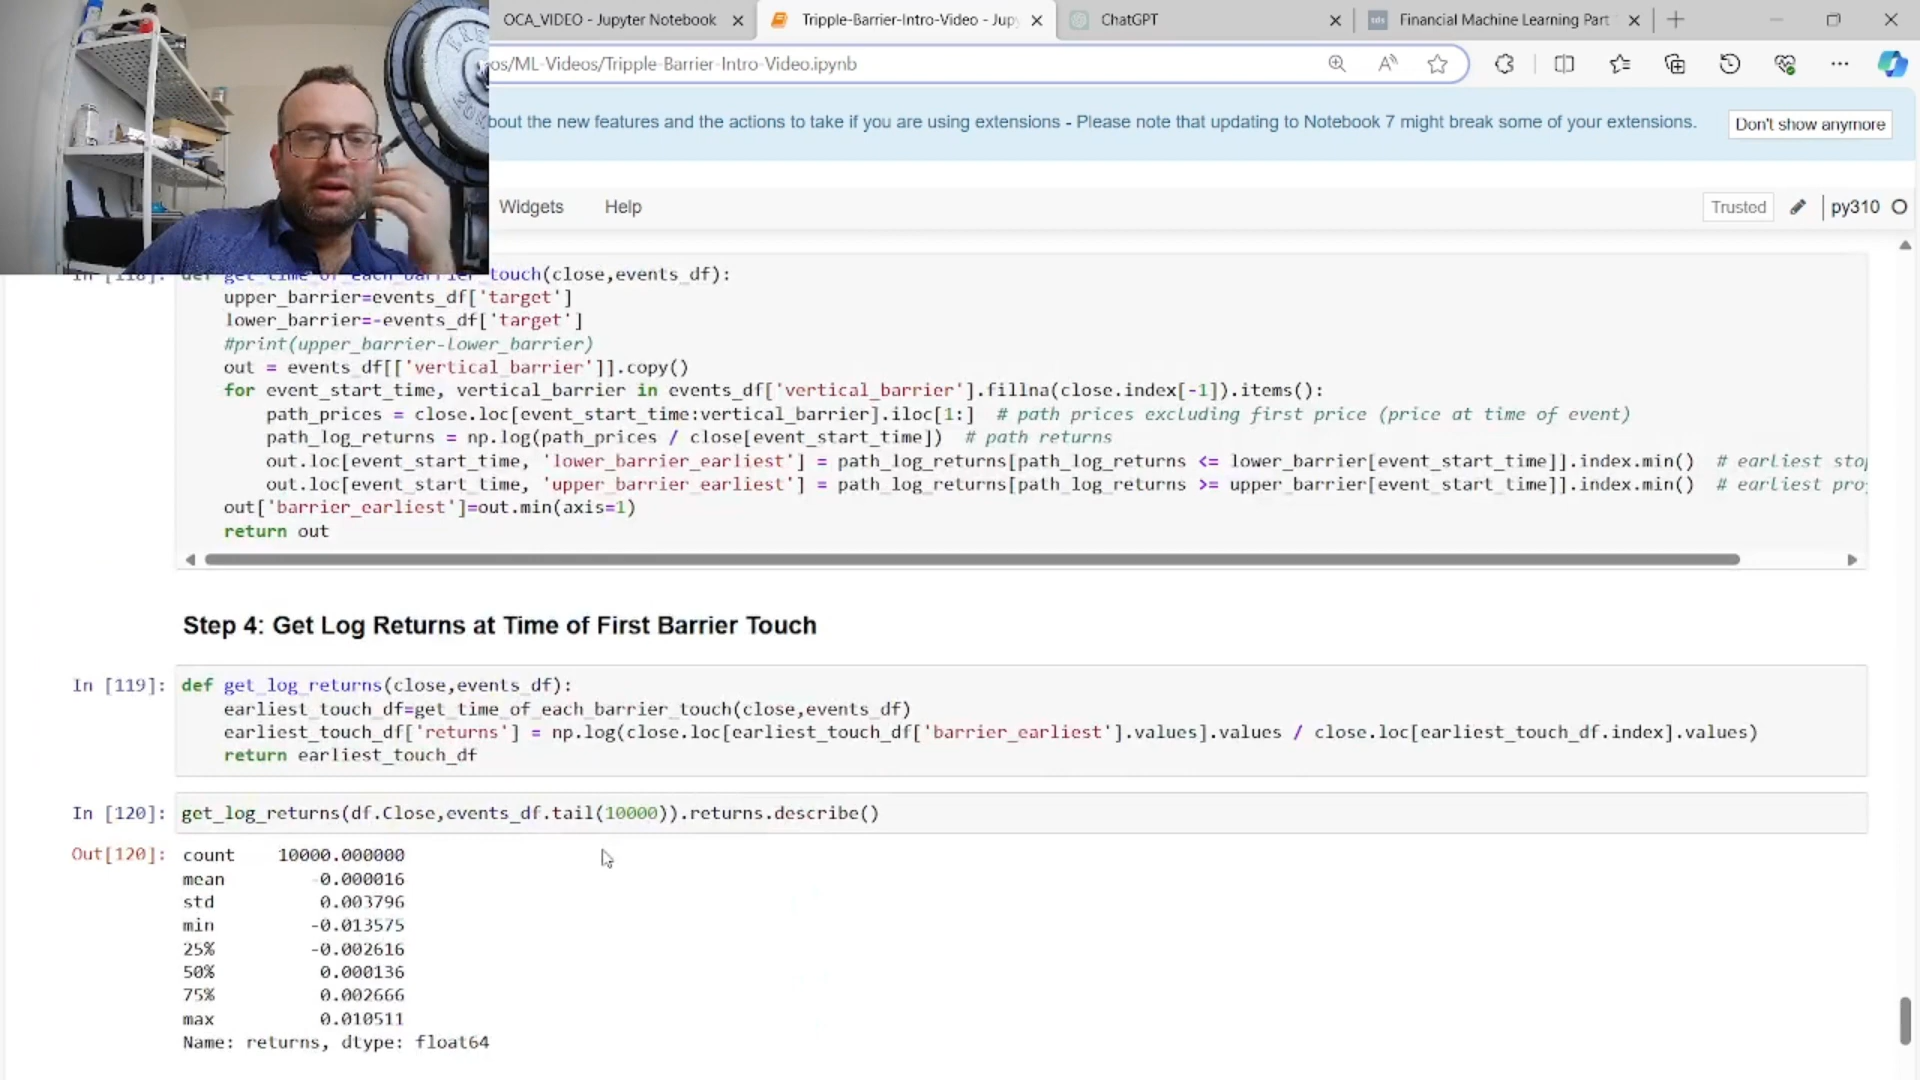 OCA_VIDEO - Jupyter Notebook
Tripple-Barrier-Intro-Video - Jup
ChatGPT
Financial Machine Learning Part
os/ML-Videos/Tripple-Barrier-Intro-Video.ipynb
bout the new features and the actions to take if you are using extensions - Please note that updating to Notebook 7 might break some of your extensions.
Don't show anymore
Widgets Help
Trusted
py310
In [118]: def get_time_of_each_barrier_touch(close,events_df):
upper_barrier=events_df['target']
lower_barrier=-events_df['target']
#print(upper_barrier-lower_barrier)
out = events_df[['vertical_barrier']].copy()
for event_start_time, vertical_barrier in events_df['vertical_barrier'].fillna(close.index[-1]).items():
path_prices = close.loc[event_start_time:vertical_barrier].iloc[1:] # path prices excluding first price (price at time of event)
path_log_returns = np.log(path_prices / close[event_start_time]) # path returns
out.loc[event_start_time, 'lower_barrier_earliest'] = path_log_returns[path_log_returns <= lower_barrier[event_start_time]].index.min() # earliest stop
out.loc[event_start_time, 'upper_barrier_earliest'] = path_log_returns[path_log_returns >= upper_barrier[event_start_time]].index.min() # earliest pro
out['barrier_earliest']=out.min(axis=1)
return out
Step 4: Get Log Returns at Time of First Barrier Touch
In [119]: def get_log_returns(close,events_df):
earliest_touch_df=get_time_of_each_barrier_touch(close,events_df)
earliest_touch_df['returns'] = np.log(close.loc[earliest_touch_df['barrier_earliest'].values].values / close.loc[earliest_touch_df.index].values)
return earliest_touch_df
In [120]: get_log_returns(df.Close,events_df.tail(10000)).returns.describe()
Out[120]: count 10000.000000
mean -0.000016
std 0.003796
min -0.013575
25% -0.002616
50% 0.000136
75% 0.002666
max 0.010511
Name: returns, dtype: float64